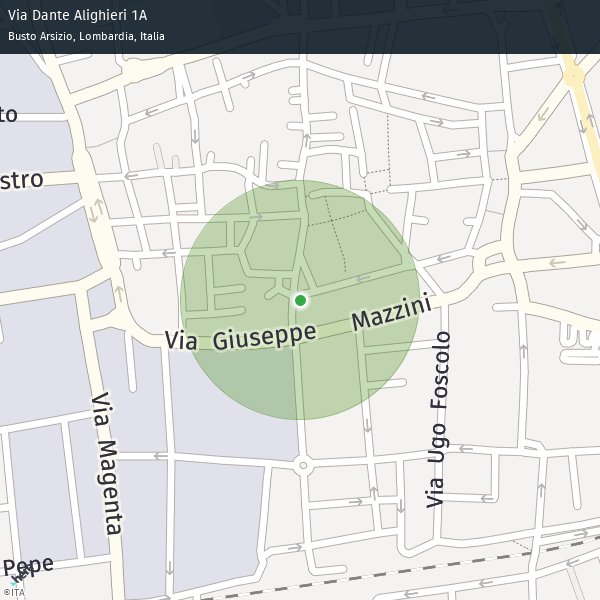 Via Dante Alighieri 1A
Busto Arsizio, Lombardia, Italia
to
stro
Via Giuseppe Mazzini
Via Ugo Foscolo
Via Magenta
Pepe
©ITA